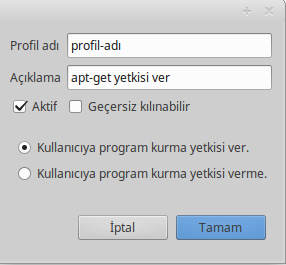 Profil adı profil-adı
Açıklama apt-get yetkisi ver
Aktif Geçersiz kılınabilir
Kullanıcıya program kurma yetkisi ver.
Kullanıcıya program kurma yetkisi verme.
İptal Tamam